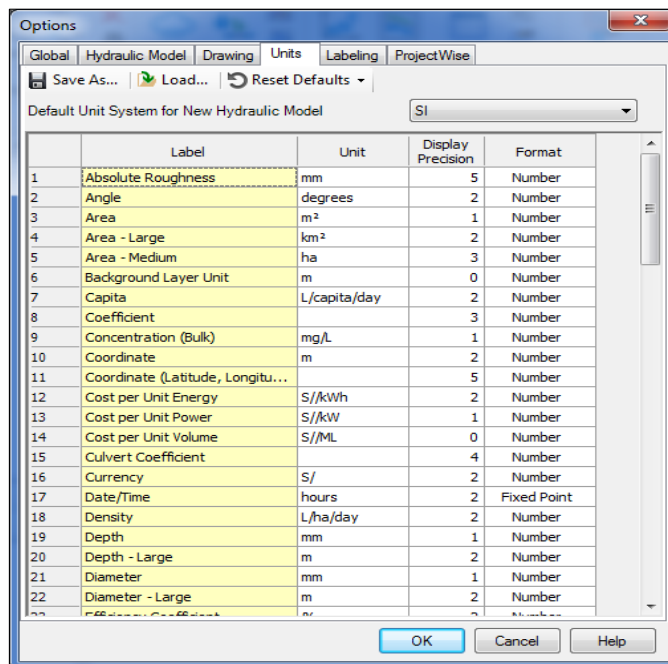 Options
Global Hydraulic Model Drawing Units Labeling ProjectWise
Save As... Load... Reset Defaults
Default Unit System for New Hydraulic Model SI
Label Unit Display Precision Format
1 Absolute Roughness mm 5 Number
2 Angle degrees 2 Number
3 Area m² 1 Number
4 Area - Large km² 2 Number
5 Area - Medium ha 3 Number
6 Background Layer Unit m 0 Number
7 Capita L/capita/day 2 Number
8 Coefficient 3 Number
9 Concentration (Bulk) mg/L 1 Number
10 Coordinate m 2 Number
11 Coordinate (Latitude, Longitu... 5 Number
12 Cost per Unit Energy S//kWh 2 Number
13 Cost per Unit Power S//kW 1 Number
14 Cost per Unit Volume S//ML 0 Number
15 Culvert Coefficient 4 Number
16 Currency S/ 2 Number
17 Date/Time hours 2 Fixed Point
18 Density L/ha/day 2 Number
19 Depth mm 1 Number
20 Depth - Large m 2 Number
21 Diameter mm 1 Number
22 Diameter - Large m 2 Number
OK Cancel Help